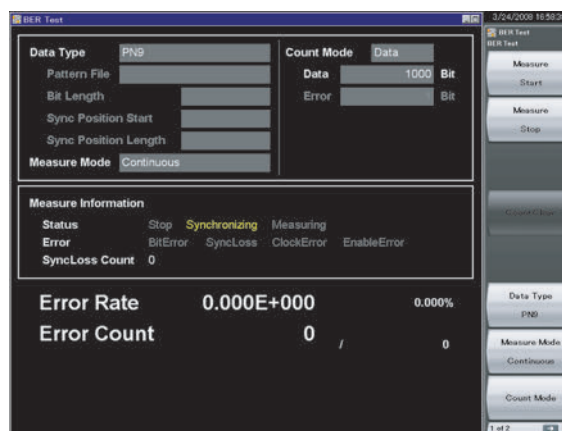 BER Test
3/24/2008 16:58:3
BER Test
BER Test
Data Type PN9
Count Mode Data
Pattern File
Data 1000 Bit
Bit Length
Error Bit
Sync Position Start
Sync Position Length
Measure Mode Continuous
Measure Information
Status Stop Synchronizing Measuring
Error BitError SyncLoss ClockError EnableError
SyncLoss Count 0
Error Rate 0.000E+000 0.000%
Error Count 0 / 0
Measure
Start
Measure
Stop
Count Clear
Data Type
PN9
Measure Mode
Continuous
Count Mode
1 of 2